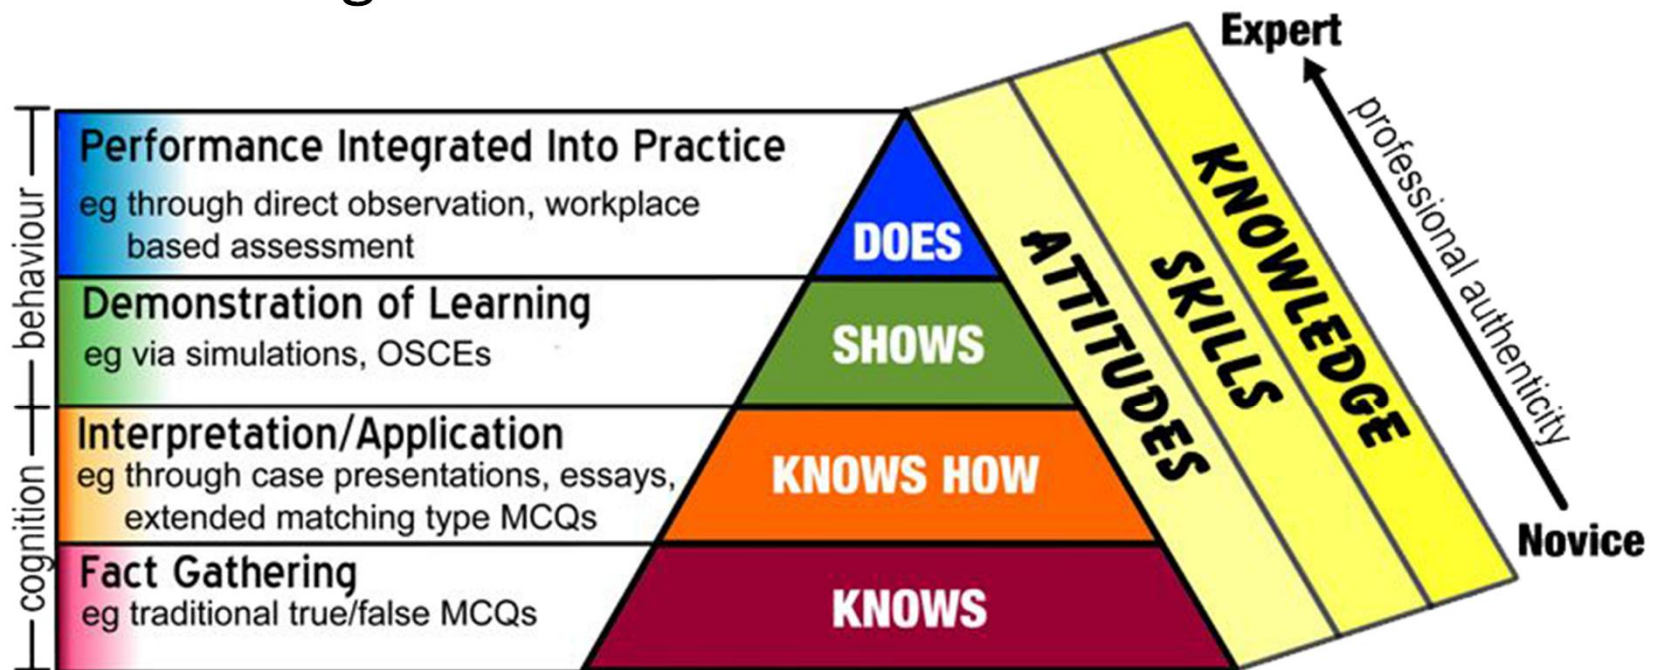 Expert
professional authenticity
Novice
behaviour
cognition
Performance Integrated Into Practice
eg through direct observation, workplace
based assessment
DOES
Demonstration of Learning
eg via simulations, OSCEs
SHOWS
Interpretation/Application
eg through case presentations, essays,
extended matching type MCQs
KNOWS HOW
Fact Gathering
eg traditional true/false MCQs
KNOWS
ATTITUDES
SKILLS
KNOWLEDGE